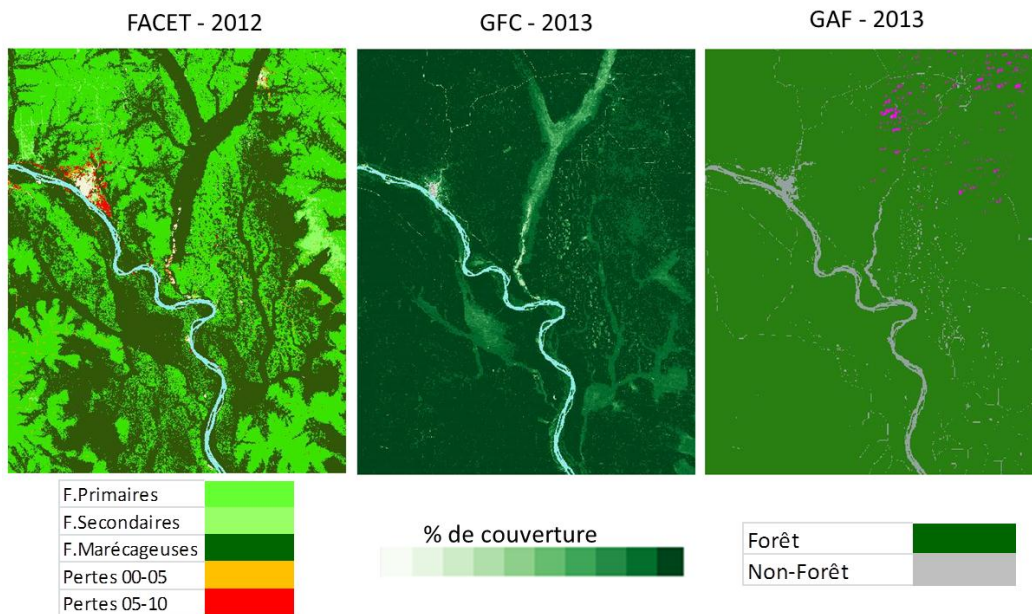 FACET - 2012
GFC - 2013
GAF - 2013
F.Primaires
F.Secondaires
F.Marécageuses
Pertes 00-05
Pertes 05-10
% de couverture
Forêt
Non-Forêt